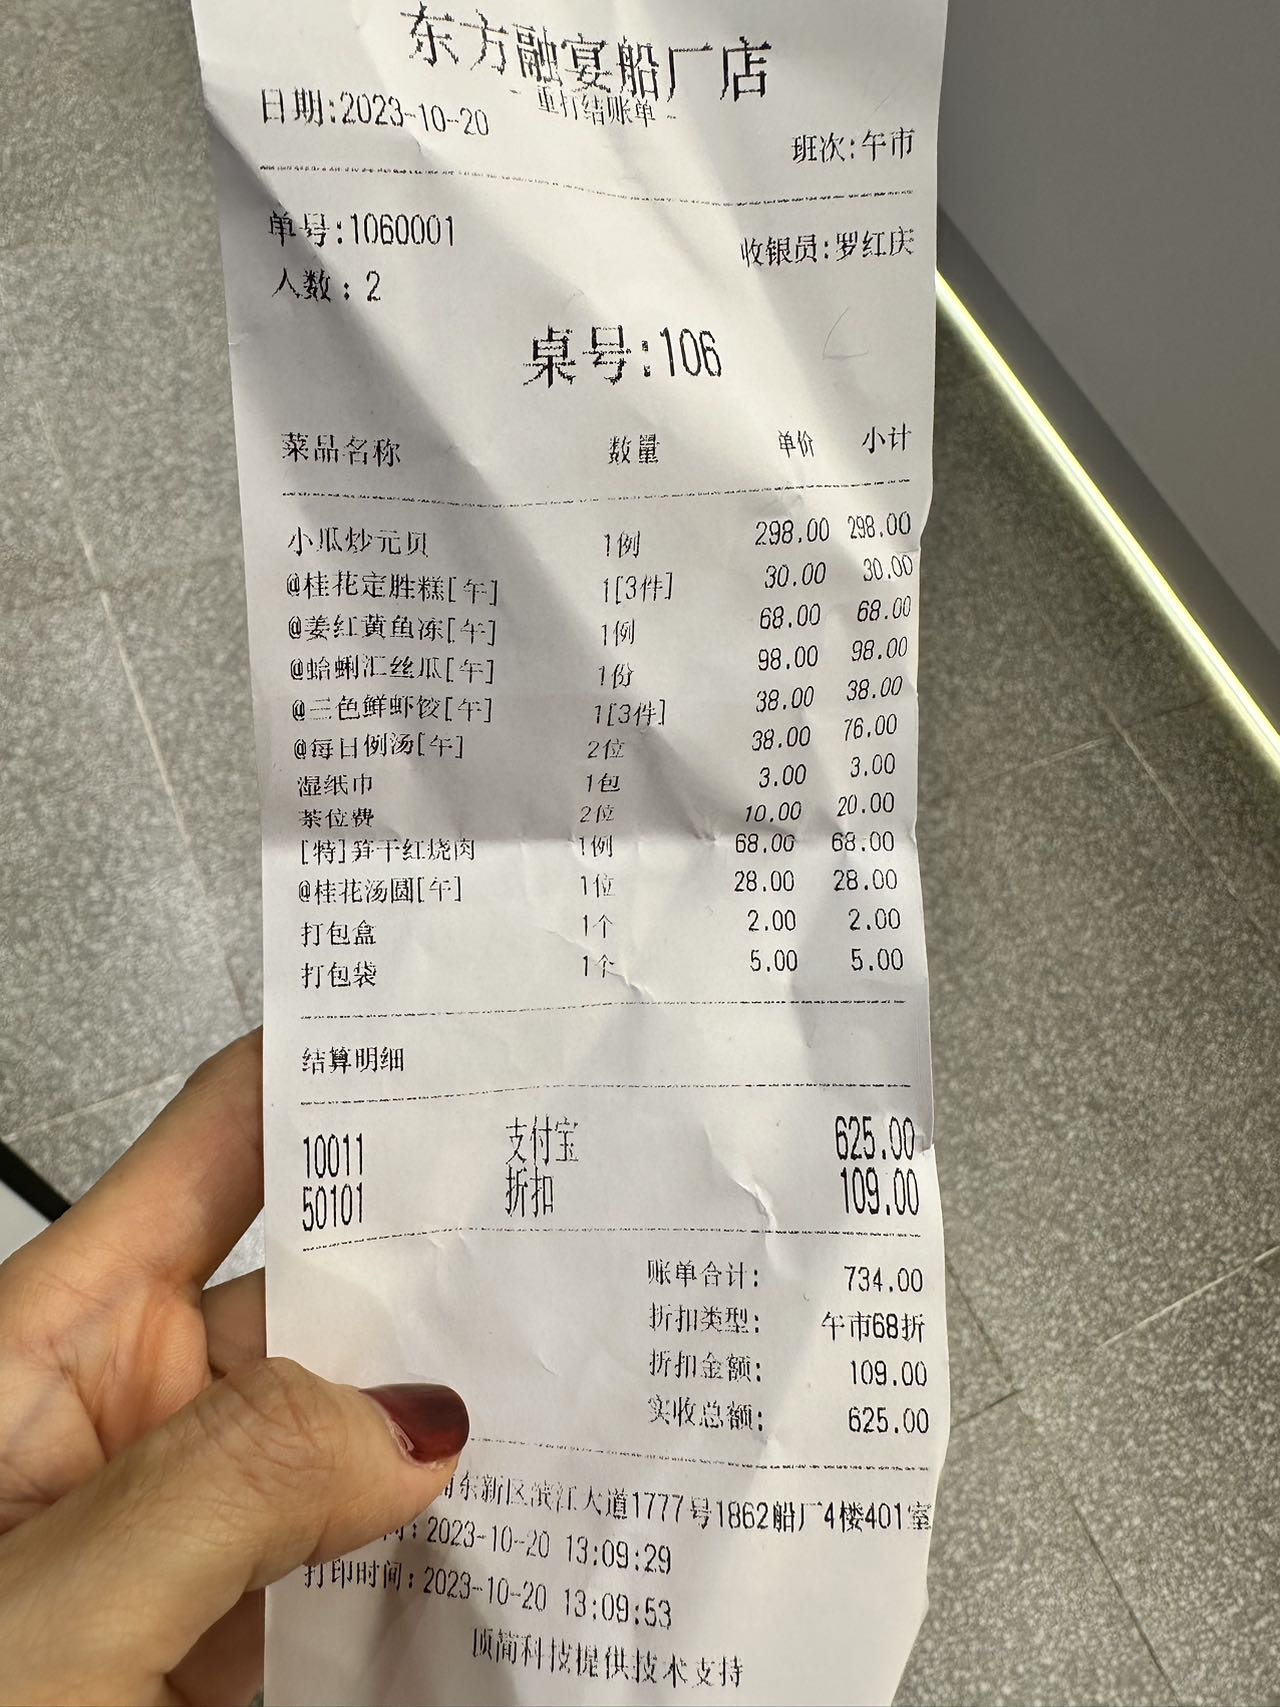 东方融宴船厂店
- 重打结账单 -
日期:2023-10-20
班次:午市
单号:1060001
收银员:罗红庆
人数：2
桌号:106
菜品名称 数量 单价 小计
小瓜炒元贝 1例 298.00 298.00
@桂花定胜糕[午] 1[3件] 30.00 30.00
@姜红黄鱼冻[午] 1例 68.00 68.00
@蛤蜊汇丝瓜[午] 1份 98.00 98.00
@三色鲜虾饺[午] 1[3件] 38.00 38.00
@每日例汤[午] 2位 38.00 76.00
湿纸巾 1包 3.00 3.00
茶位费 2位 10.00 20.00
[特]笋干红烧肉 1例 68.00 68.00
@桂花汤圆[午] 1位 28.00 28.00
打包盒 1个 2.00 2.00
打包袋 1个 5.00 5.00
结算明细
10011 支付宝 625.00
50101 折扣 109.00
账单合计: 734.00
折扣类型: 午市68折
折扣金额: 109.00
实收总额: 625.00
东新区滨江大道1777号1862船厂4楼401室
间: 2023-10-20 13:09:29
打印时间: 2023-10-20 13:09:53
顶简科技提供技术支持